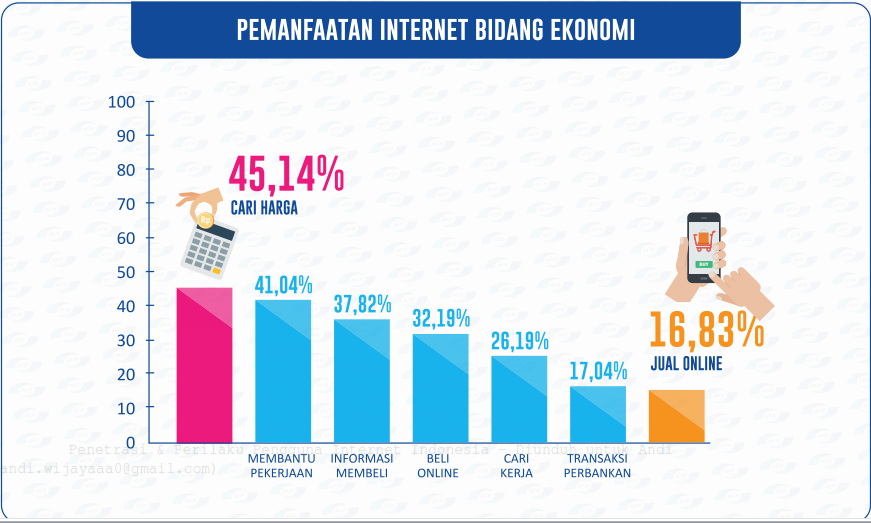 PEMANFAATAN INTERNET BIDANG EKONOMI
100
90
80
70
60
50
40
30
20
10
0
45,14%
CARI HARGA
Rp
41,04%
37,82%
32,19%
26,19%
17,04%
BUY
16,83%
JUAL ONLINE
Penetrasi & Perilaku Pengguna Internet Indonesia - Diunduh untuk Andi
andi.wijayaaa0@gmail.com)
MEMBANTU
PEKERJAAN
INFORMASI
MEMBELI
BELI
ONLINE
CARI
KERJA
TRANSAKSI
PERBANKAN